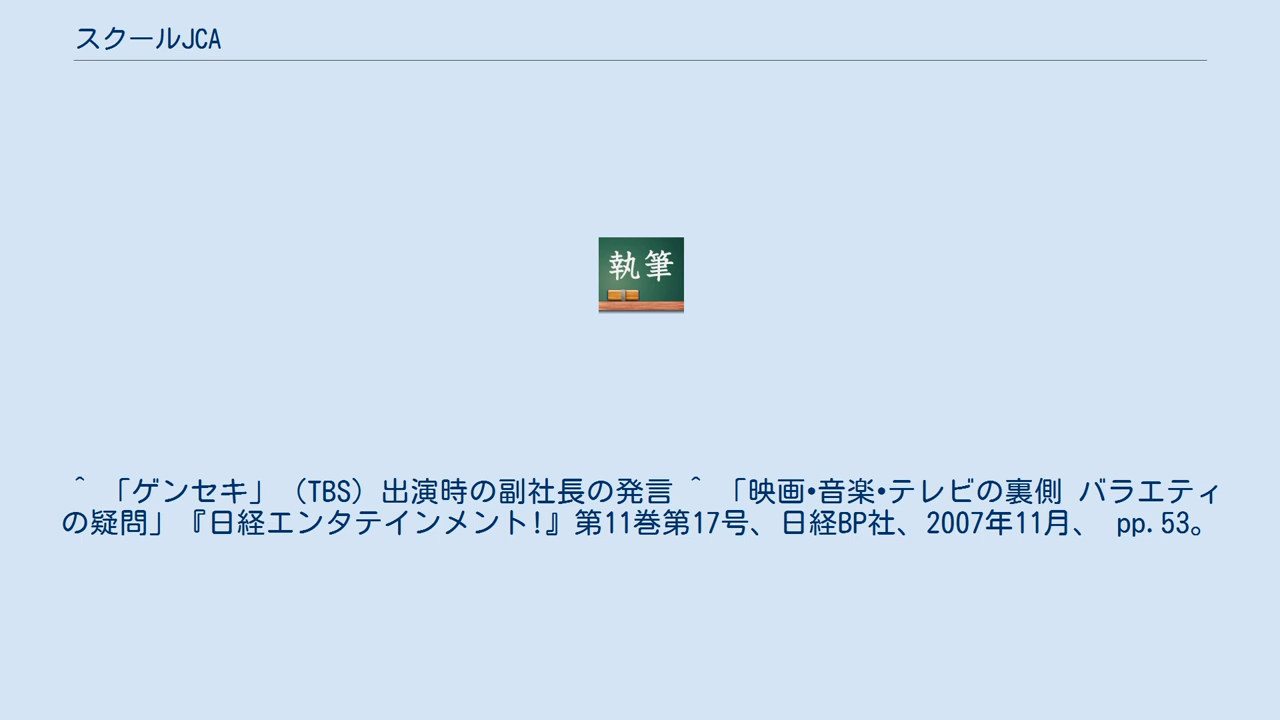 スクールJCA
執筆
^ 「ゲンセキ」（TBS）出演時の副社長の発言 ^ 「映画・音楽・テレビの裏側 バラエティ
の疑問」『日経エンタテインメント!』第11巻第17号、日経BP社、2007年11月、 pp.53。